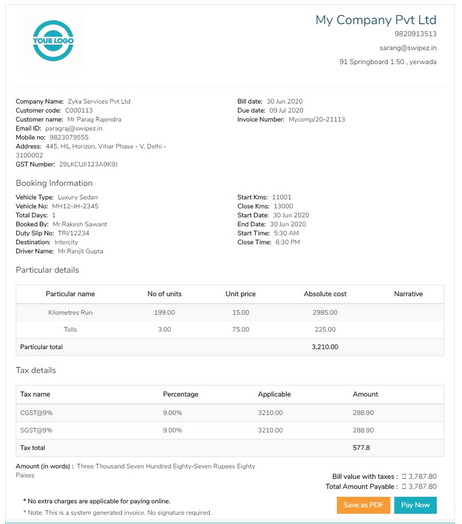 YOUR LOGO
My Company Pvt Ltd
9820913513
sarang@swipez.in
91 Springboard 1.50 , yerwada
Company Name: Zyka Services Pvt Ltd
Customer code: C000113
Customer name: Mr Parag Rajendra
Email ID: paragraj@swipez.in
Mobile no: 9823079555
Address: 445, HIL Horizon, Vihar Phase - V, Delhi -
3100002
GST Number: 29LKCUJI123A9K9J
Bill date: 30 Jun 2020
Due date: 09 Jul 2020
Invoice Number: Mycomp/20-21113
Booking Information
Vehicle Type: Luxury Sedan
Vehicle No: MH12-JH-2345
Total Days: 1
Booked By: Mr.Rakesh Sawant
Duty Slip No: TRI/12234
Destination: Intercity
Driver Name: Mr.Ranjit Gupta
Start Kms: 11001
Close Kms: 13000
Start Date: 30 Jun 2020
End Date: 30 Jun 2020
Start Time: 5:30 AM
Close Time: 6:30 PM
Particular details
Particular name No of units Unit price Absolute cost Narrative
Kilometres Run 199.00 15.00 2985.00
Tolls 3.00 75.00 225.00
Particular total 3,210.00
Tax details
Tax name Percentage Applicable Amount
CGST@9% 9.00% 3210.00 288.90
SGST@9% 9.00% 3210.00 288.90
Tax total 577.8
Amount (in words) : Three Thousand Seven Hundred Eighty-Seven Rupees Eighty
Paises
Bill value with taxes : 3,787.80
Total Amount Payable : 3,787.80
* No extra charges are applicable for paying online.
* Note: This is a system generated invoice. No signature required.
Save as PDF
Pay Now